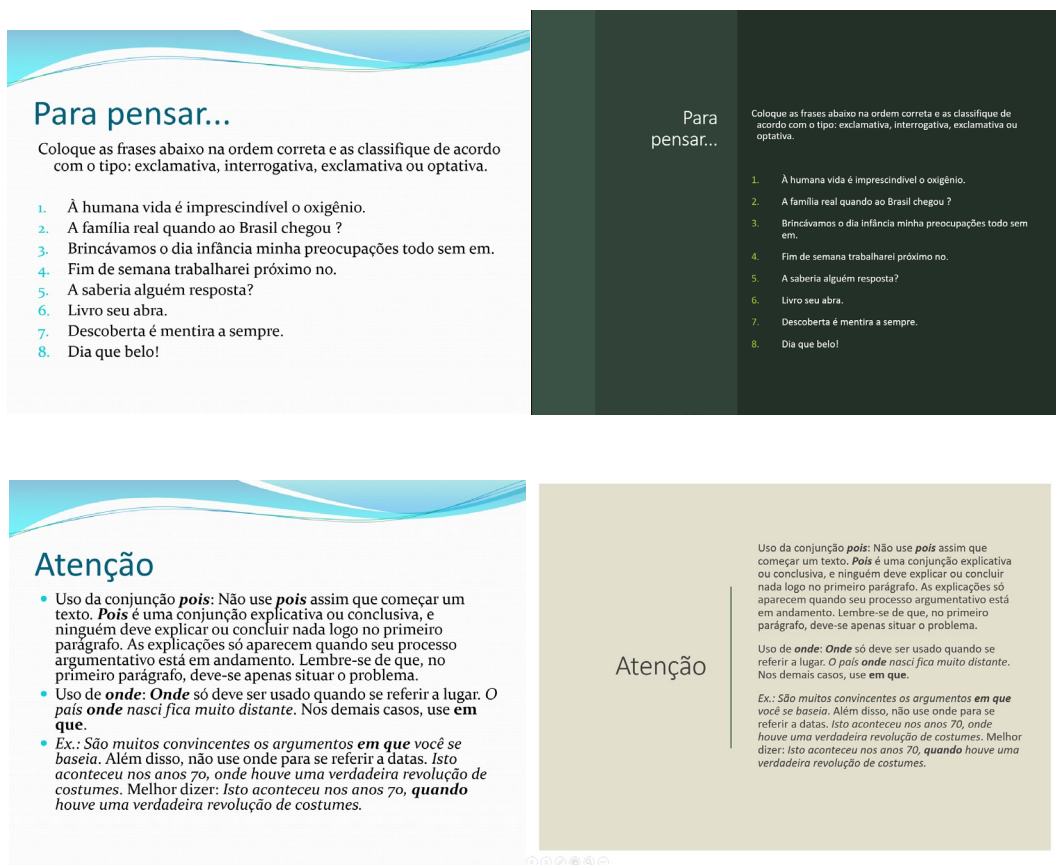 Para pensar...
Coloque as frases abaixo na ordem correta e as classifique de acordo
com o tipo: exclamativa, interrogativa, exclamativa ou optativa.
1. À humana vida é imprescindível o oxigênio.
2. A família real quando ao Brasil chegou ?
3. Brincávamos o dia infância minha preocupações todo sem em.
4. Fim de semana trabalharei próximo no.
5. A saberia alguém resposta?
6. Livro seu abra.
7. Descoberta é mentira a sempre.
8. Dia que belo!
Para
pensar...
Coloque as frases abaixo na ordem correta e as classifique de
acordo com o tipo: exclamativa, interrogativa, exclamativa ou
optativa.
1. À humana vida é imprescindível o oxigênio.
2. A família real quando ao Brasil chegou ?
3. Brincávamos o dia infância minha preocupações todo sem
em.
4. Fim de semana trabalharei próximo no.
5. A saberia alguém resposta?
6. Livro seu abra.
7. Descoberta é mentira a sempre.
8. Dia que belo!
Atenção
• Uso da conjunção pois: Não use pois assim que começar um
texto. Pois é uma conjunção explicativa ou conclusiva, e
ninguém deve explicar ou concluir nada logo no primeiro
parágrafo. As explicações só aparecem quando seu processo
argumentativo está em andamento. Lembre-se de que, no
primeiro parágrafo, deve-se apenas situar o problema.
• Uso de onde: Onde só deve ser usado quando se referir a lugar. O
país onde nasci fica muito distante. Nos demais casos, use em
que.
• Ex.: São muitos convincentes os argumentos em que você se
baseia. Além disso, não use onde para se referir a datas. Isto
aconteceu nos anos 70, onde houve uma verdadeira revolução de
costumes. Melhor dizer: Isto aconteceu nos anos 70, quando
houve uma verdadeira revolução de costumes.
Atenção
Uso da conjunção pois: Não use pois assim que
começar um texto. Pois é uma conjunção explicativa
ou conclusiva, e ninguém deve explicar ou concluir
nada logo no primeiro parágrafo. As explicações só
aparecem quando seu processo argumentativo está
em andamento. Lembre-se de que, no primeiro
parágrafo, deve-se apenas situar o problema.
Uso de onde: Onde só deve ser usado quando se
referir a lugar. O país onde nasci fica muito distante.
Nos demais casos, use em que.
Ex.: São muitos convincentes os argumentos em que
você se baseia. Além disso, não use onde para se
referir a datas. Isto aconteceu nos anos 70, onde
houve uma verdadeira revolução de costumes. Melhor
dizer: Isto aconteceu nos anos 70, quando houve uma
verdadeira revolução de costumes.